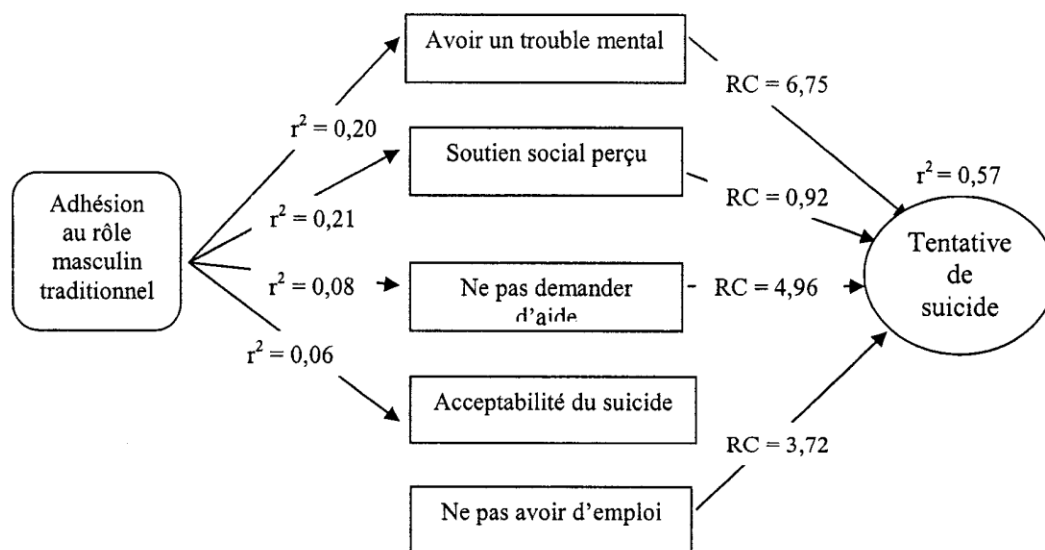 Avoir un trouble mental
RC = 6,75
r² = 0,20
Soutien social perçu
r² = 0,57
RC = 0,92
Adhésion
au rôle
masculin
traditionnel
r² = 0,21
Tentative
de
suicide
r² = 0,08
Ne pas demander
d'aide
RC = 4,96
r² = 0,06
Acceptabilité du suicide
RC = 3,72
Ne pas avoir d'emploi